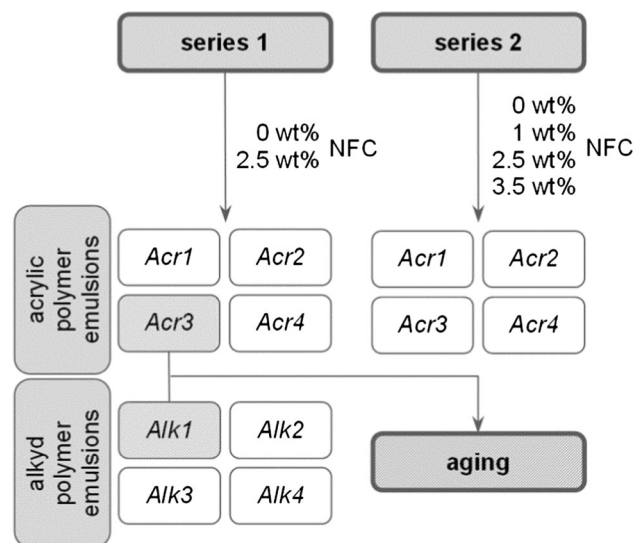 series 1
series 2
0 wt%
2.5 wt%
NFC
0 wt%
1 wt%
2.5 wt%
3.5 wt%
NFC
acrylic
polymer
emulsions
Acr1
Acr2
Acr3
Acr4
Acr1
Acr2
Acr3
Acr4
alkyd
polymer
emulsions
Alk1
Alk2
Alk3
Alk4
aging